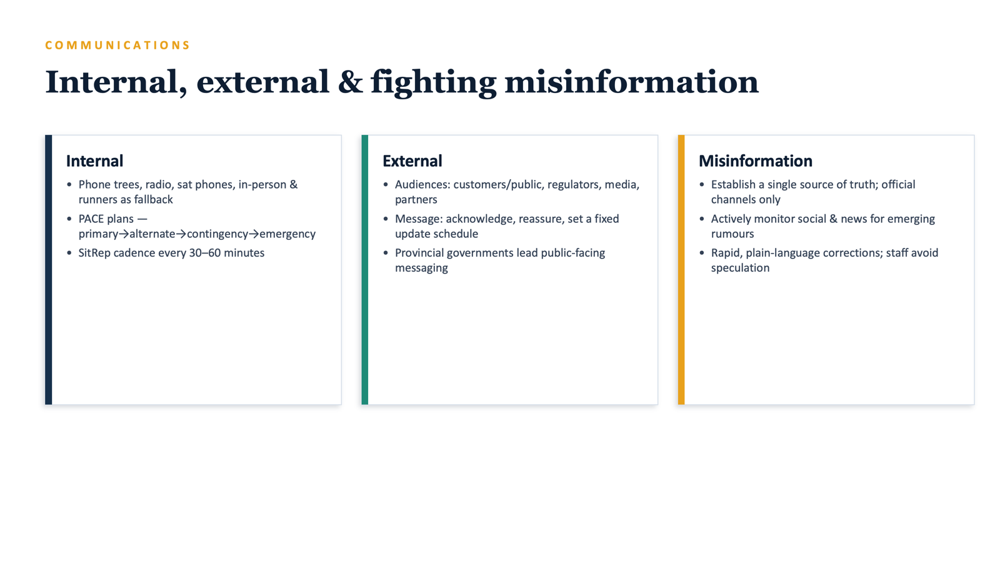 COMMUNICATIONS
Internal, external & fighting misinformation
Internal
• Phone trees, radio, sat phones, in-person &
runners as fallback
• PACE plans —
primary→alternate→contingency→emergency
• SitRep cadence every 30–60 minutes
External
• Audiences: customers/public, regulators, media,
partners
• Message: acknowledge, reassure, set a fixed
update schedule
• Provincial governments lead public-facing
messaging
Misinformation
• Establish a single source of truth; official
channels only
• Actively monitor social & news for emerging
rumours
• Rapid, plain-language corrections; staff avoid
speculation